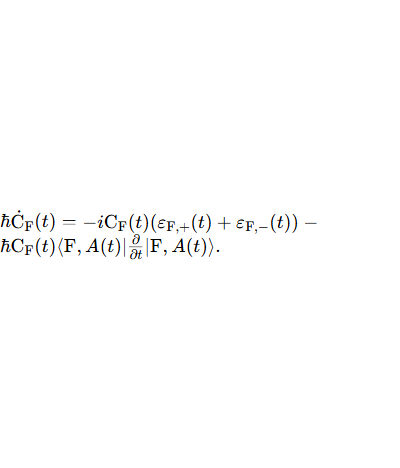 ħĊ_F(t) = −iC_F(t)(ε_{F,+}(t) + ε_{F,−}(t)) −
ħC_F(t)⟨F, A(t)|∂/∂t|F, A(t)⟩.